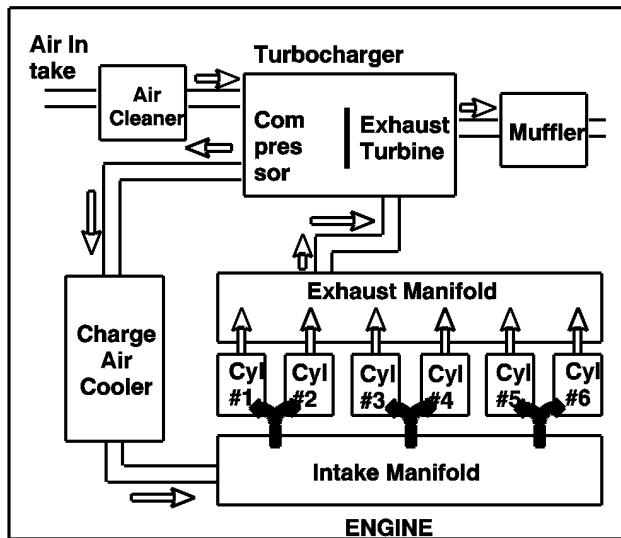 Air In
take
Turbocharger
Air
Cleaner
Com
pres
sor
Exhaust
Turbine
Muffler
Exhaust Manifold
Charge
Air
Cooler
Cyl
#1
Cyl
#2
Cyl
#3
Cyl
#4
Cyl
#5
Cyl
#6
Intake Manifold
ENGINE